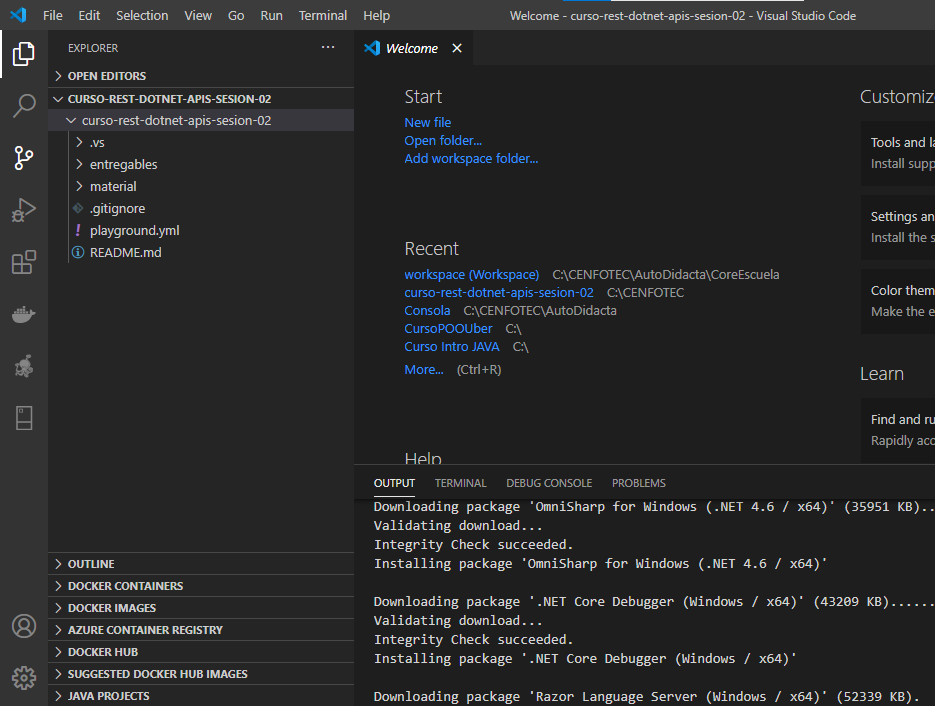 File Edit Selection View Go Run Terminal Help
Welcome - curso-rest-dotnet-apis-sesion-02 - Visual Studio Code
EXPLORER ···
OPEN EDITORS
CURSO-REST-DOTNET-APIS-SESION-02
curso-rest-dotnet-apis-sesion-02
.vs
entregables
material
.gitignore
! playground.yml
README.md
OUTLINE
DOCKER CONTAINERS
DOCKER IMAGES
AZURE CONTAINER REGISTRY
DOCKER HUB
SUGGESTED DOCKER HUB IMAGES
JAVA PROJECTS
Welcome
Start
New file
Open folder...
Add workspace folder...
Recent
workspace (Workspace) C:\CENFOTEC\AutoDidacta\CoreEscuela
curso-rest-dotnet-apis-sesion-02 C:\CENFOTEC
Consola C:\CENFOTEC\AutoDidacta
CursoPOOUber C:\
Curso Intro JAVA C:\
More... (Ctrl+R)
Help
Customiz
Tools and la
Install supp
Settings an
Install the s
Color them
Make the e
Learn
Find and ru
Rapidly acc
OUTPUT TERMINAL DEBUG CONSOLE PROBLEMS
Downloading package 'OmniSharp for Windows (.NET 4.6 / x64)' (35951 KB)..
Validating download...
Integrity Check succeeded.
Installing package 'OmniSharp for Windows (.NET 4.6 / x64)'
Downloading package '.NET Core Debugger (Windows / x64)' (43209 KB)......
Validating download...
Integrity Check succeeded.
Installing package '.NET Core Debugger (Windows / x64)'
Downloading package 'Razor Language Server (Windows / x64)' (52339 KB).